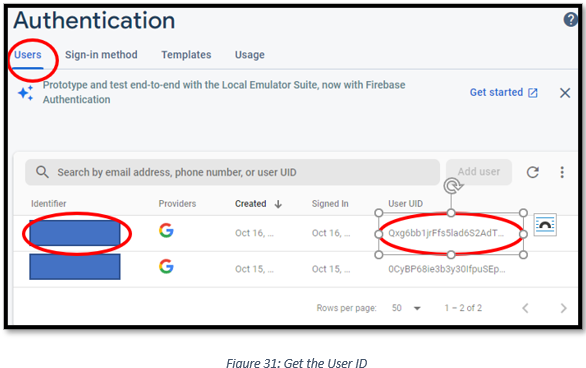 Authentication
Users Sign-in method Templates Usage
Prototype and test end-to-end with the Local Emulator Suite, now with Firebase
Authentication
Get started
Search by email address, phone number, or user UID
Add user
Identifier Providers Created Signed In User UID
Oct 16, ... Oct 16, ... Qxg6bb1jrFfs5lad6S2AdT...
Oct 15, ... Oct 15, ... 0CyBP68ie3b3y30IfpuSEp...
Rows per page: 50 1 – 2 of 2
Figure 31: Get the User ID